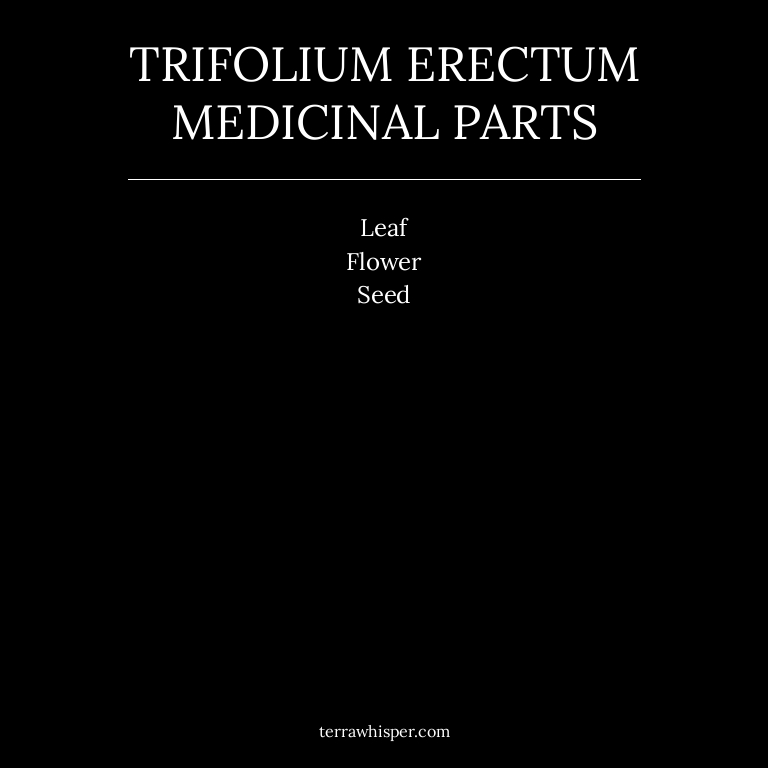 TRIFOLIUM ERECTUM
MEDICINAL PARTS
Leaf
Flower
Seed
terrawhisper.com